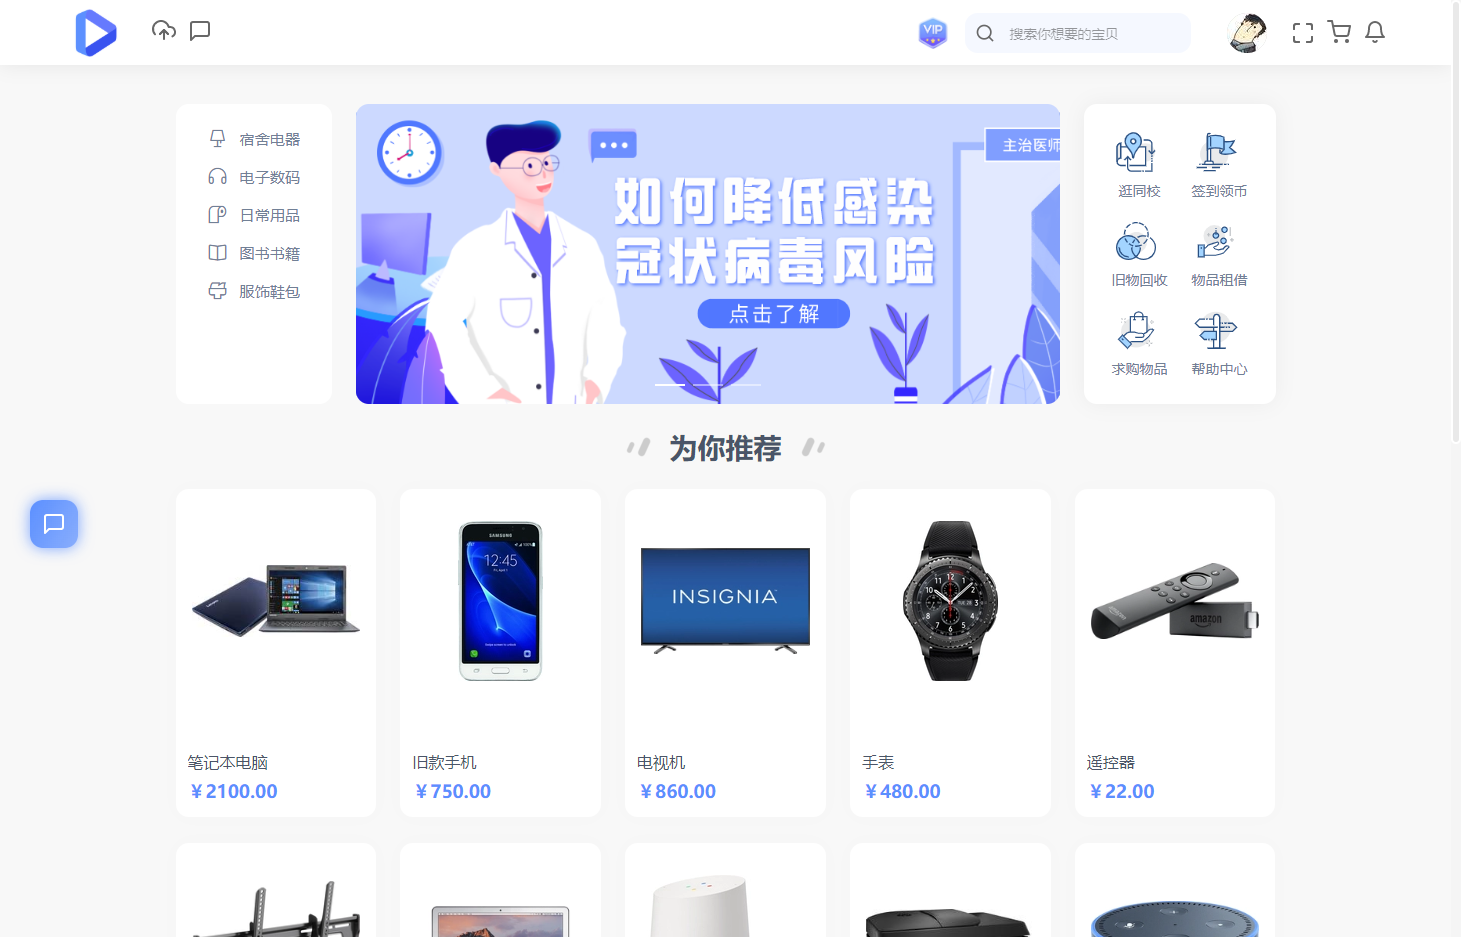 VIP
搜索你想要的宝贝
宿舍电器
电子数码
日常用品
图书书籍
服饰鞋包
主治医师
如何降低感染
冠状病毒风险
点击了解
逛同校
签到领币
旧物回收
物品租借
求购物品
帮助中心
为你推荐
SAMSUNG
12:45
INSIGNIA
amazon
笔记本电脑
¥2100.00
旧款手机
¥750.00
电视机
¥860.00
手表
¥480.00
遥控器
¥22.00